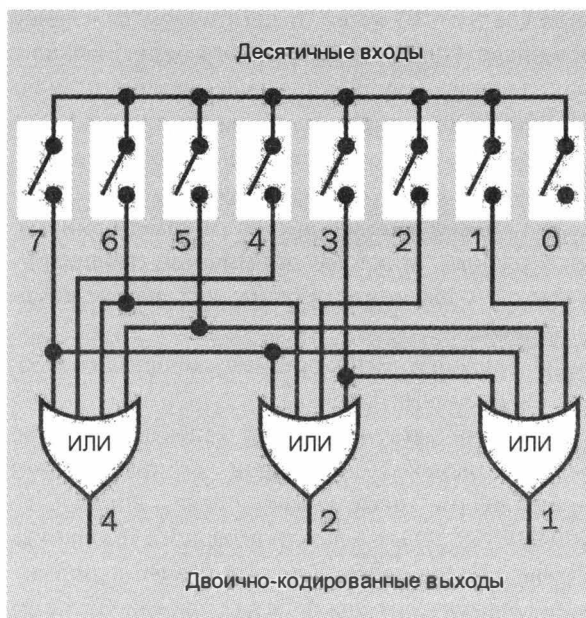 Десятичные входы
7 6 5 4 3 2 1 0
ИЛИ ИЛИ ИЛИ
4 2 1
Двоично-кодированные выходы